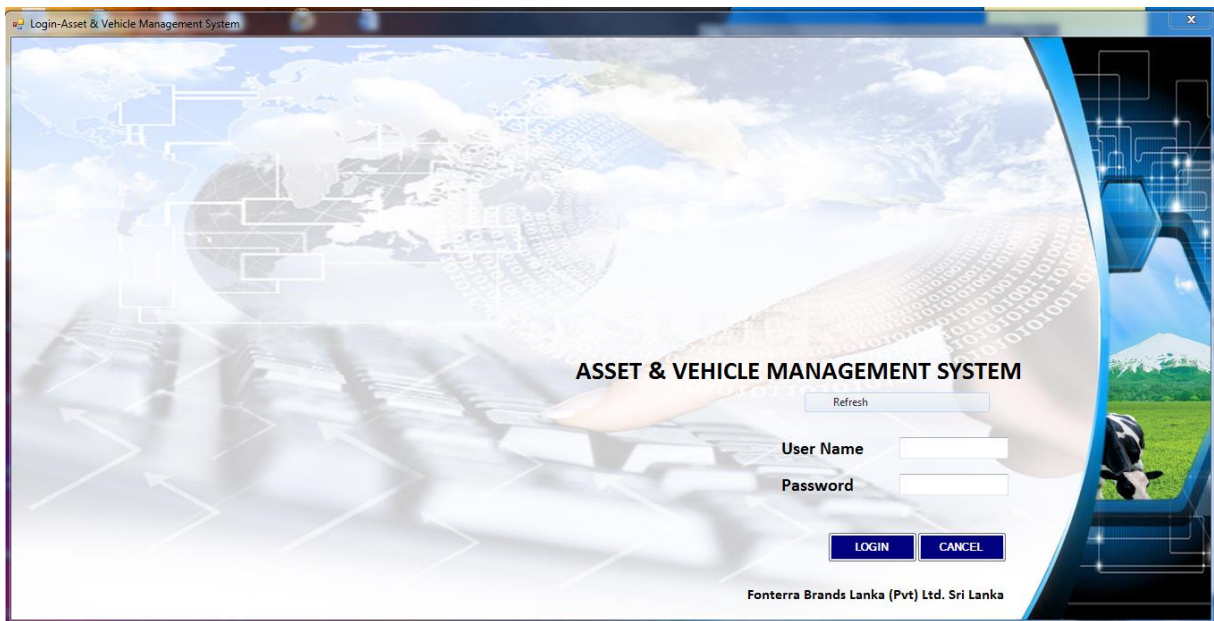 Login-Asset & Vehicle Management System
x
ASSET & VEHICLE MANAGEMENT SYSTEM
Refresh
User Name
Password
LOGIN CANCEL
Fonterra Brands Lanka (Pvt) Ltd. Sri Lanka